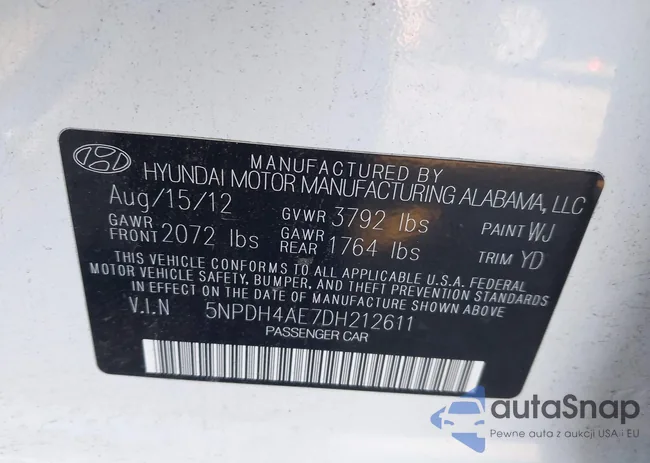 MANUFACTURED BY
HYUNDAI MOTOR MANUFACTURING ALABAMA, LLC
Aug/15/12 GVWR 3792 lbs PAINT WJ
GAWR FRONT 2072 lbs GAWR REAR 1764 lbs TRIM YD
THIS VEHICLE CONFORMS TO ALL APPLICABLE U.S.A. FEDERAL
MOTOR VEHICLE SAFETY, BUMPER, AND THEFT PREVENTION STANDARDS
IN EFFECT ON THE DATE OF MANUFACTURE SHOWN ABOVE.
V.I.N 5NPDH4AE7DH212611
PASSENGER CAR
autaSnap
Pewne auta z aukcji USA - EU